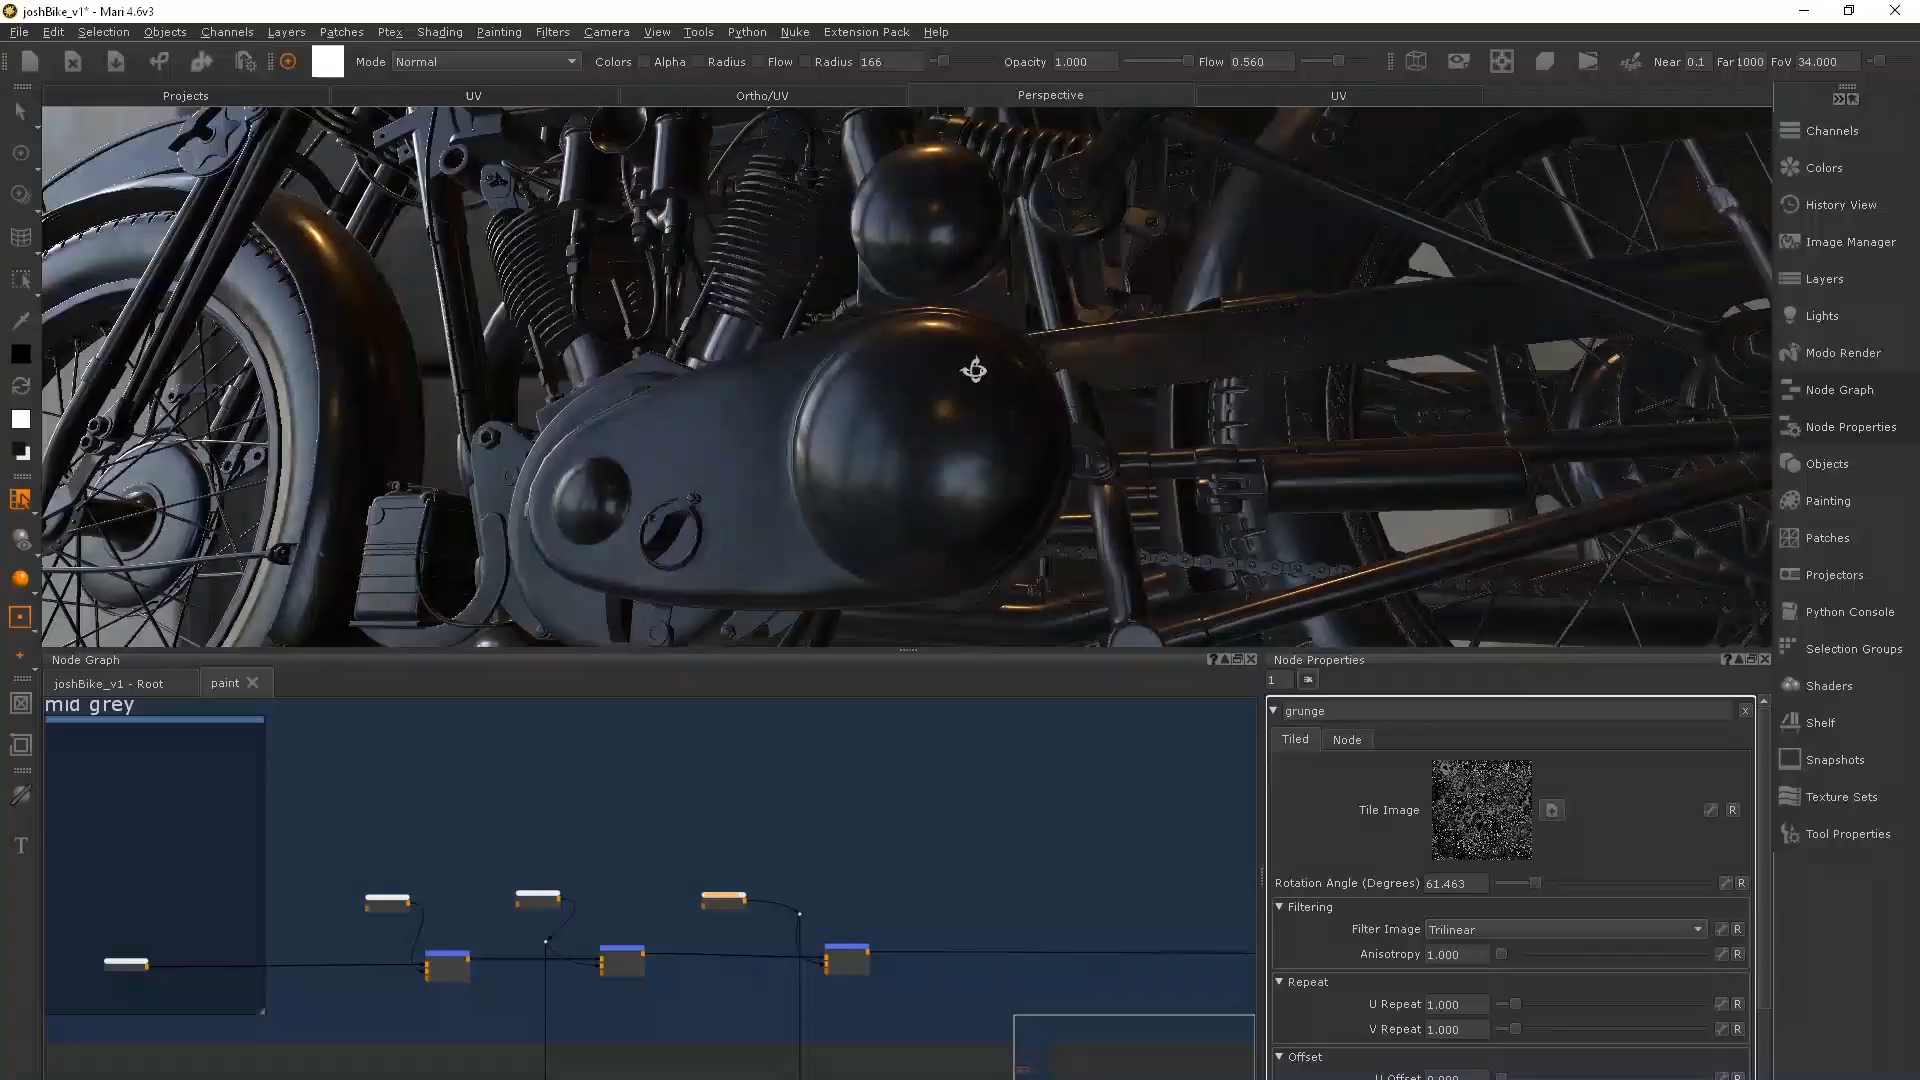 joshBike_v1* - Mari 4.6v3
File Edit Selection Objects Channels Layers Patches Ptex Shading Painting Filters Camera View Tools Python Nuke Extension Pack Help
Mode Normal Colors Alpha Radius Flow Radius 166 Opacity 1.000 Flow 0.560 Near 0.1 Far 1000 FoV 34.000
Projects UV Ortho/UV Perspective UV
Channels
Colors
History View
Image Manager
Layers
Lights
Modo Render
Node Graph
Node Properties
Objects
Painting
Patches
Projectors
Python Console
Selection Groups
Shaders
Shelf
Snapshots
Texture Sets
Tool Properties
T
Node Graph
joshBike_v1 - Root paint
mid grey
Node Properties
1
grunge
Tiled Node
Tile Image R
Rotation Angle (Degrees) 61.463 R
Filtering
Filter Image Trilinear R
Anisotropy 1.000 R
Repeat
U Repeat 1.000 R
V Repeat 1.000 R
Offset
U Offset 0.000